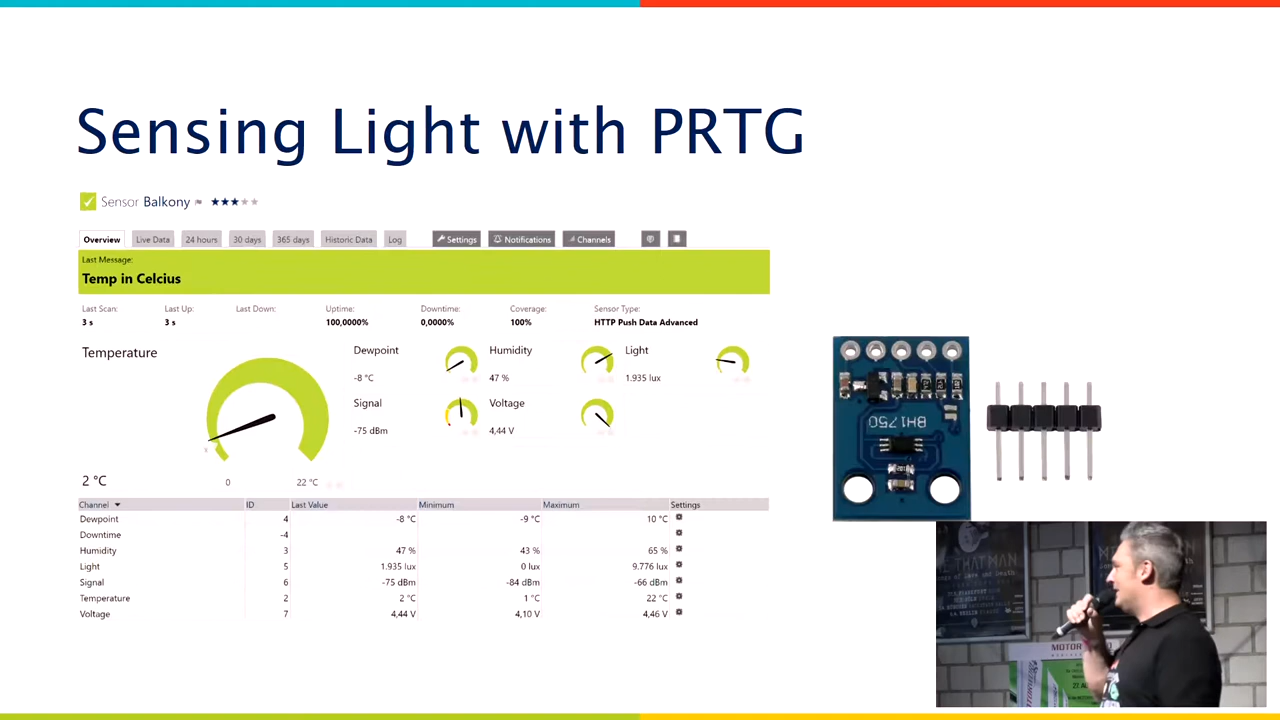 Sensing Light with PRTG
Sensor Balkony
Overview Live Data 24 hours 30 days 365 days Historic Data Log Settings Notifications Channels
Last Message:
Temp in Celcius
Last Scan: Last Up: Last Down: Uptime: Downtime: Coverage: Sensor Type:
3 s 3 s 100,0000% 0,0000% 100% HTTP Push Data Advanced
Temperature Dewpoint Humidity Light
-8 °C 47 % 1.935 lux
Signal Voltage
-75 dBm 4,44 V
2 °C 0 22 °C
Channel ID Last Value Minimum Maximum Settings
Dewpoint 4 -8 °C -9 °C 10 °C
Downtime -4
Humidity 3 47 % 43 % 65 %
Light 5 1.935 lux 0 lux 9.776 lux
Signal 6 -75 dBm -84 dBm -66 dBm
Temperature 2 2 °C 1 °C 22 °C
Voltage 7 4,44 V 4,10 V 4,46 V
BH1750
THAT MAN
MOTOR